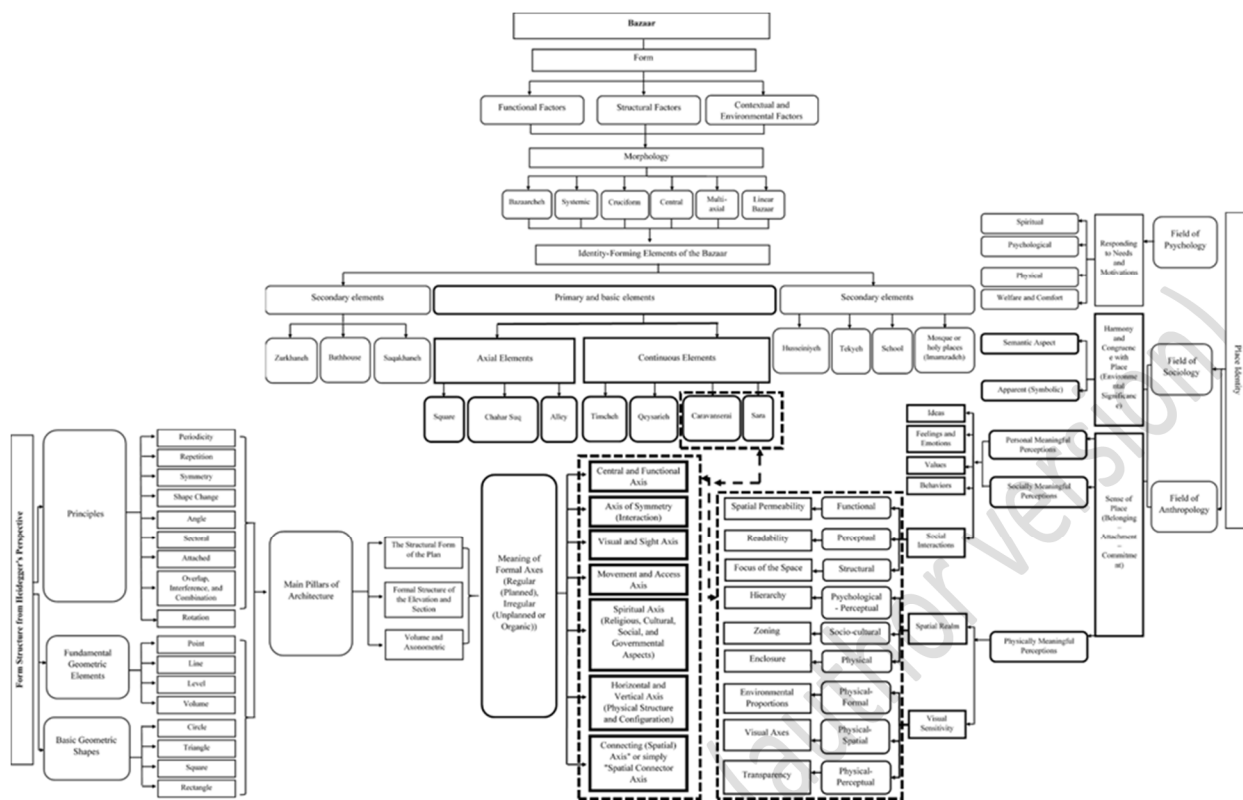 Bazaar
Form
Functional Factors
Structural Factors
Contextual and
Environmental Factors
Morphology
Bazaarcheh
Systemic
Cruciform
Central
Multi-
axial
Linear
Bazaar
Identity-Forming Elements of the Bazaar
Secondary elements
Primary and basic elements
Secondary elements
Zurkhaneh
Bathhouse
Saqakhaneh
Axial Elements
Continuous Elements
Husseiniyeh
Tekyeh
School
Mosque or
holy places
(Imamzadeh)
Square
Chahar Suq
Alley
Timcheh
Qeysarieh
Caravanserai
Sara
Form Structure from Heidegger's Perspective
Principles
Periodicity
Repetition
Symmetry
Shape Change
Angle
Sectoral
Attached
Overlap,
Interference, and
Combination
Rotation
Fundamental
Geometric
Elements
Point
Line
Level
Volume
Basic Geometric
Shapes
Circle
Triangle
Square
Rectangle
Main Pillars of
Architecture
The Structural Form
of the Plan
Formal Structure of
the Elevation and
Section
Volume and
Axonometric
Meaning of
Formal Axes
(Regular
(Planned),
Irregular
(Unplanned or
Organic))
Central and Functional
Axis
Axis of Symmetry
(Interaction)
Visual and Sight Axis
Movement and Access
Axis
Spiritual Axis
(Religious, Cultural,
Social, and
Governmental
Aspects)
Horizontal and
Vertical Axis
(Physical Structure
and Configuration)
Connecting (Spatial)
Axis" or simply
"Spatial Connector
Axis
Spatial Permeability
Functional
Readability
Perceptual
Focus of the Space
Structural
Hierarchy
Psychological
- Perceptual
Zoning
Socio-cultural
Enclosure
Physical
Environmental
Proportions
Physical-
Formal
Visual Axes
Physical-
Spatial
Transparency
Physical-
Perceptual
Social
Interactions
Spatial Realm
Visual
Sensitivity
Ideas
Feelings and
Emotions
Values
Behaviors
Personal Meaningful
Perceptions
Socially Meaningful
Perceptions
Physically Meaningful
Perceptions
Spiritual
Psychological
Physical
Welfare and Comfort
Semantic Aspect
Apparent (Symbolic)
Responding
to Needs
and
Motivations
Harmony
and
Congruenc
e with
Place
(Environ
mental
Significanc
e)
Sense of
Place
(Belonging
– Attachment
–
Commitme
nt)
Field of
Psychology
Field of
Sociology
Field of
Anthropology
Place Identity
(author version)